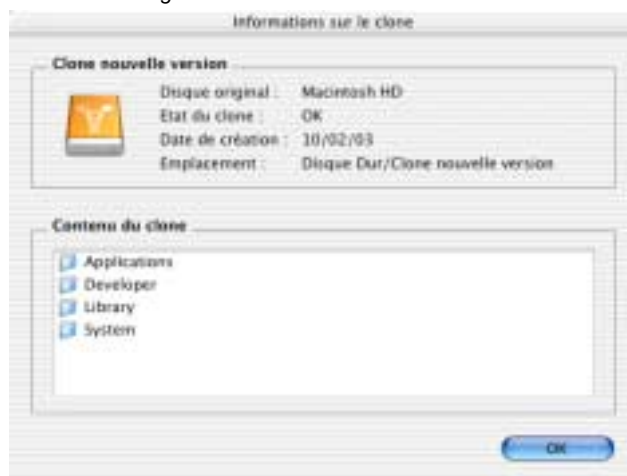 Informations sur le clone
Clone nouvelle version
Disque original : Macintosh HD
Etat du clone : OK
Date de création : 10/02/03
Emplacement : Disque Dur/Clone nouvelle version
Contenu du clone
Applications
Developer
Library
System
OK